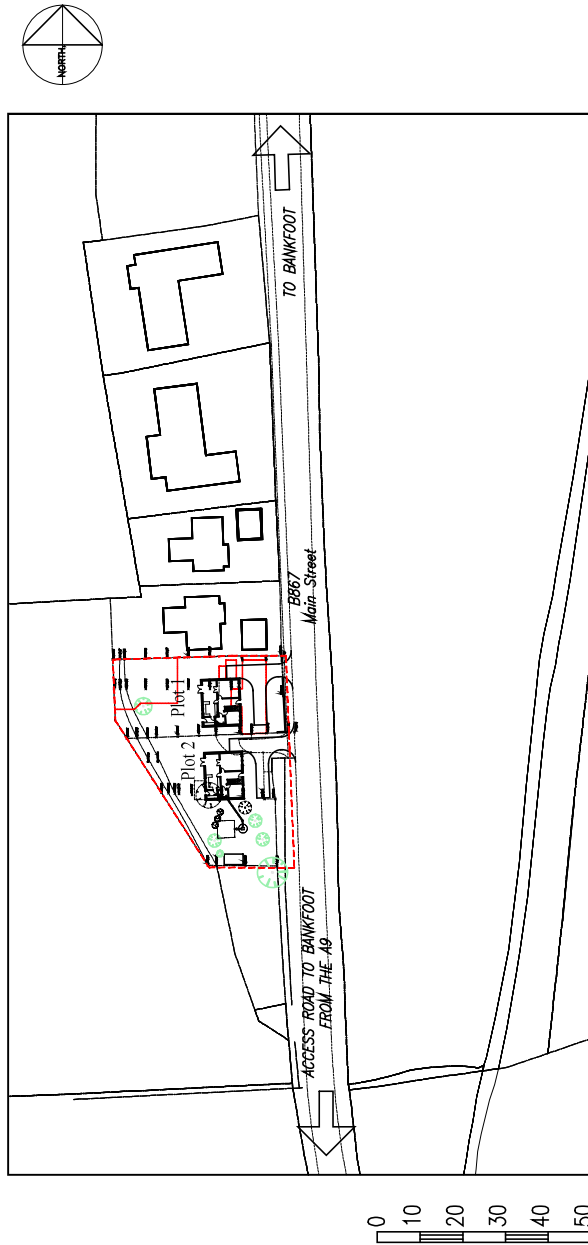 NORTH.
TO BANKFOOT
B867
Main Street
Plot 1
Plot 2
ACCESS ROAD TO BANKFOOT
FROM THE A9
0
10
20
30
40
50